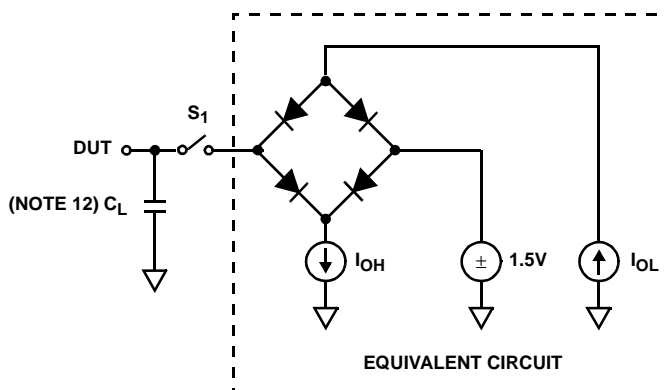 S1
DUT
(NOTE 12) CL
IOH
± 1.5V
IOL
EQUIVALENT CIRCUIT